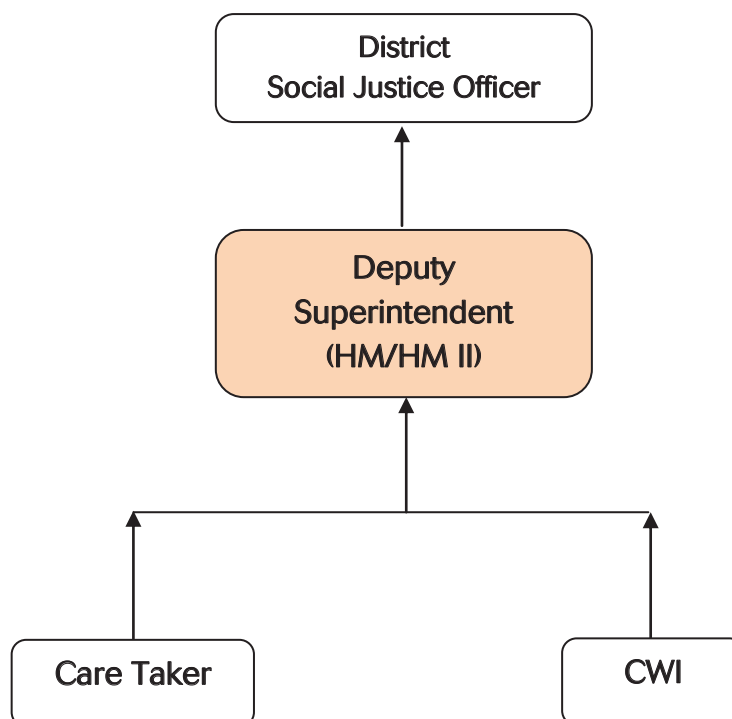 District
Social Justice Officer
Deputy
Superintendent
(HM/HM II)
Care Taker
CWI